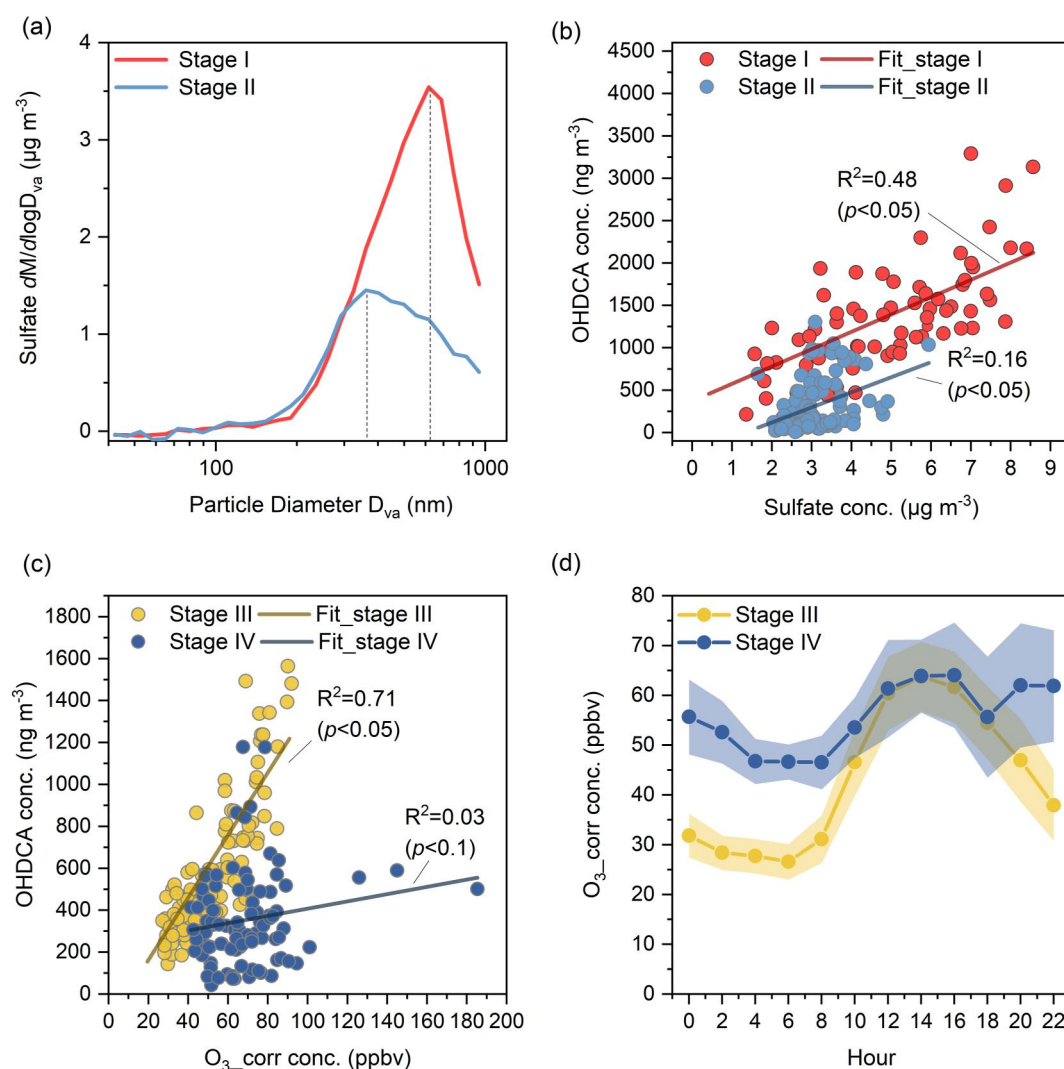 (a)
4
3
2
1
0
Stage I
Stage II
Sulfate dM/dlogDva (µg m-3)
100
1000
Particle Diameter Dva (nm)
(b)
4500
4000
3500
3000
2500
2000
1500
1000
500
0
Stage I Fit_stage I
Stage II Fit_stage II
R2=0.48
(p<0.05)
R2=0.16
(p<0.05)
OHDCA conc. (ng m-3)
0 1 2 3 4 5 6 7 8 9
Sulfate conc. (µg m-3)
(c)
1800
1600
1400
1200
1000
800
600
400
200
0
Stage III Fit_stage III
Stage IV Fit_stage IV
R2=0.71
(p<0.05)
R2=0.03
(p<0.1)
OHDCA conc. (ng m-3)
0 20 40 60 80 100 120 140 160 180 200
O3_corr conc. (ppbv)
(d)
80
70
60
50
40
30
20
10
0
Stage III
Stage IV
O3_corr conc. (ppbv)
0 2 4 6 8 10 12 14 16 18 20 22
Hour